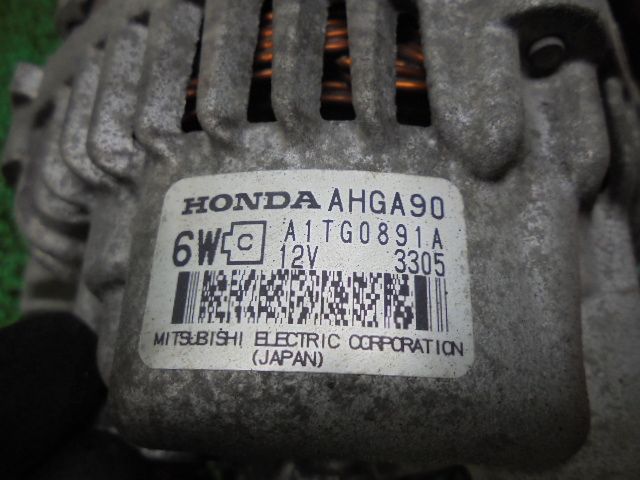 HONDA AHGA90
6W C A1TG0891A
12V 3305
MITSUBISHI ELECTRIC CORPORATION
(JAPAN)